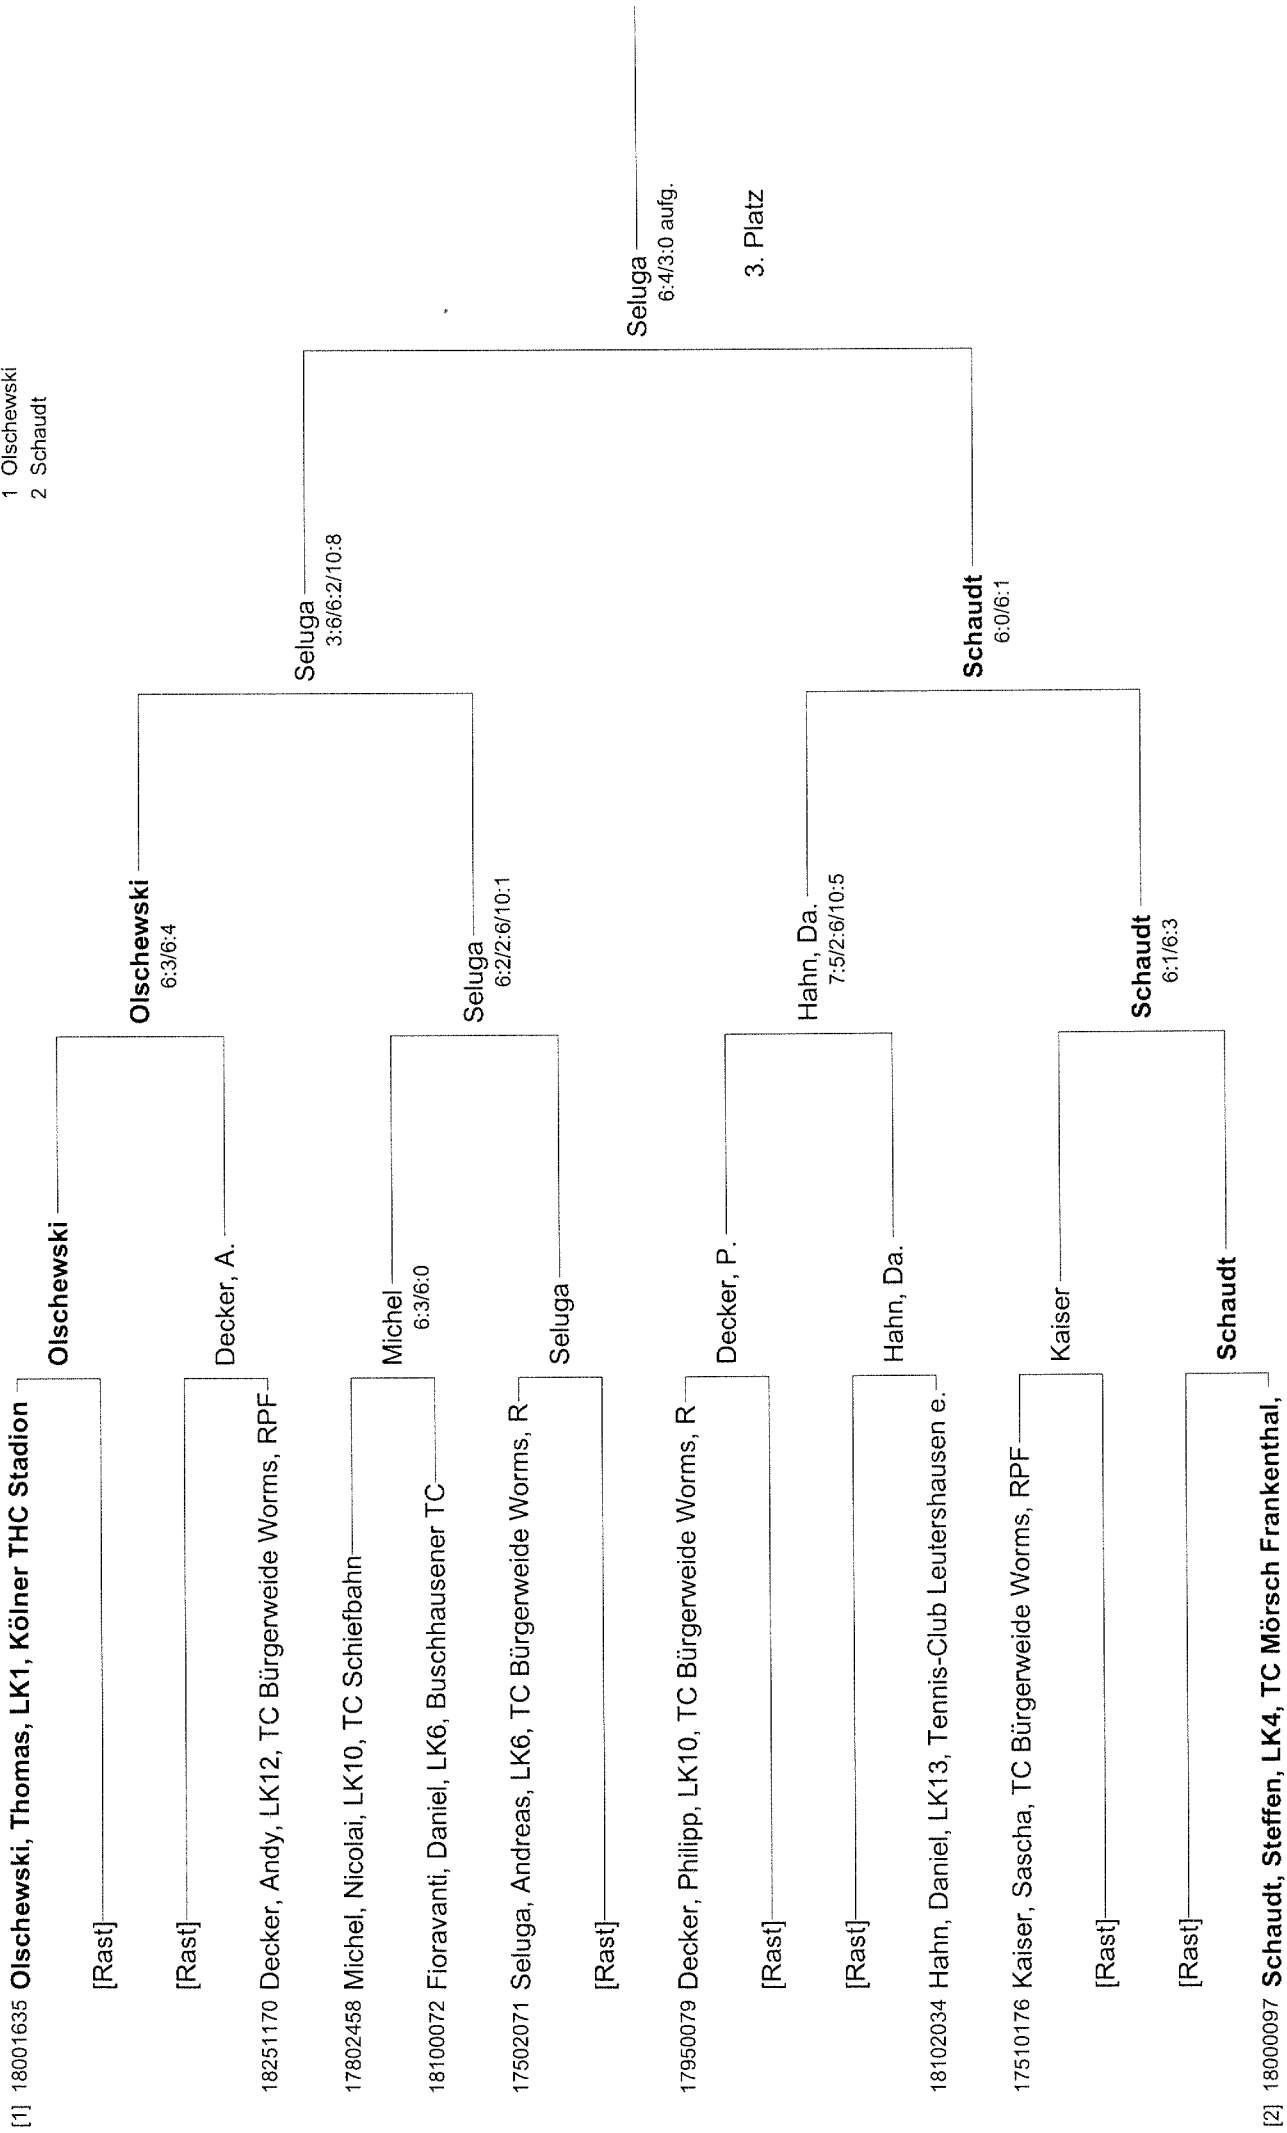 1 Olschewski
2 Schaudt
[1] 18001635 Olschewski, Thomas, LK1, Kölner THC Stadion
[Rast]
[Rast]
18251170 Decker, Andy, LK12, TC Bürgerweide Worms, RPF
17802458 Michel, Nicolai, LK10, TC Schiefbahn
18100072 Fioravanti, Daniel, LK6, Buschhausener TC
17502071 Seluga, Andreas, LK6, TC Bürgerweide Worms, R
[Rast]
17950079 Decker, Philipp, LK10, TC Bürgerweide Worms, R
[Rast]
[Rast]
18102034 Hahn, Daniel, LK13, Tennis-Club Leutershausen e.
17510176 Kaiser, Sascha, TC Bürgerweide Worms, RPF
[Rast]
[Rast]
[2] 18000097 Schaudt, Steffen, LK4, TC Mörsch Frankenthal,
Olschewski
Decker, A.
Michel
6:3/6:0
Seluga
Decker, P.
Hahn, Da.
Kaiser
Schaudt
Olschewski
6:3/6:4
Seluga
6:2/2:6/10:1
Hahn, Da.
7:5/2:6/10:5
Schaudt
6:1/6:3
Seluga
3:6/6:2/10:8
Schaudt
6:0/6:1
Seluga
6:4/3:0 aufg.
3. Platz